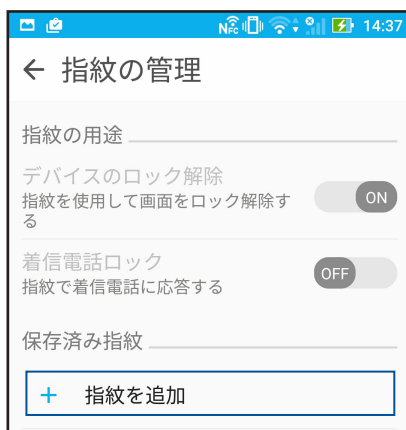 NFC 14:37
← 指紋の管理
指紋の用途
デバイスのロック解除
指紋を使用して画面をロック解除す
る
ON
着信電話ロック
指紋で着信電話に応答する
OFF
保存済み指紋
+ 指紋を追加